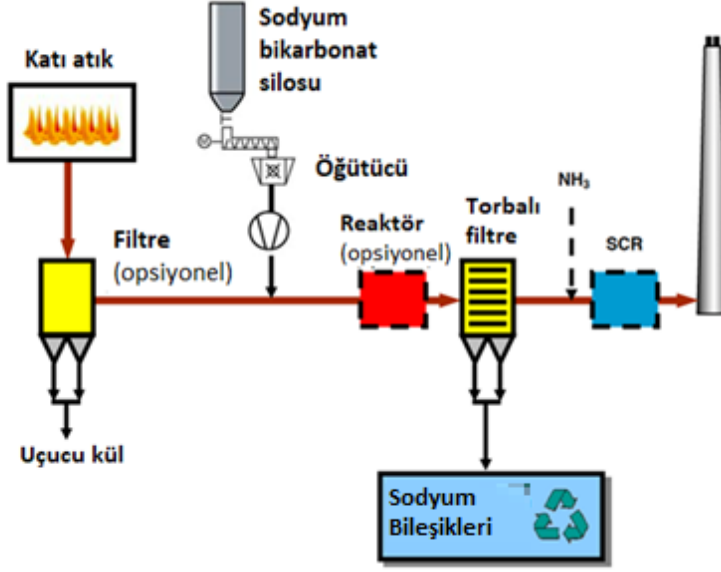 Sodyum
bikarbonat
silosu
Katı atık
Öğütücü
NH₃
Filtre
(opsiyonel)
Reaktör
(opsiyonel)
Torbalı
filtre
SCR
Uçucu kül
Sodyum
Bileşikleri